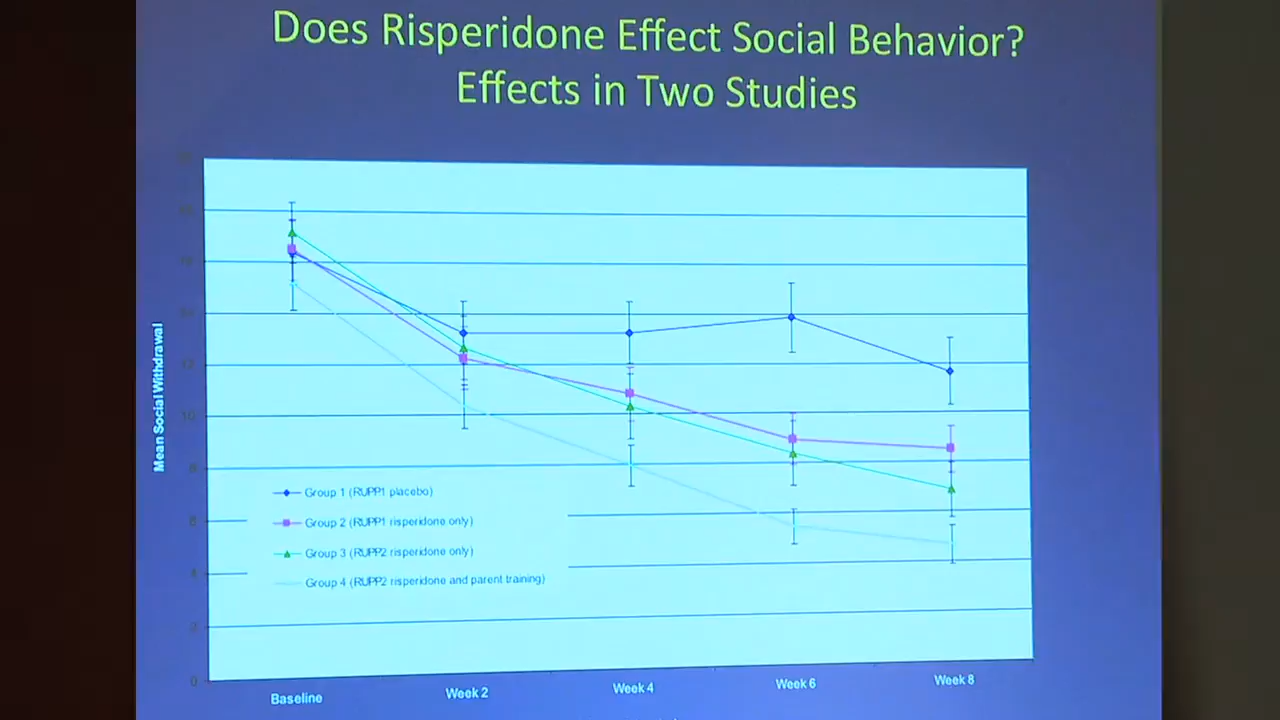 Does Risperidone Effect Social Behavior?
Effects in Two Studies
Mean Social Withdrawal
12
10
8
6
4
2
0
Group 1 (RUPP1 placebo)
Group 2 (RUPP1 risperidone only)
Group 3 (RUPP2 risperidone only)
Group 4 (RUPP2 risperidone and parent training)
Baseline
Week 2
Week 4
Week 6
Week 8